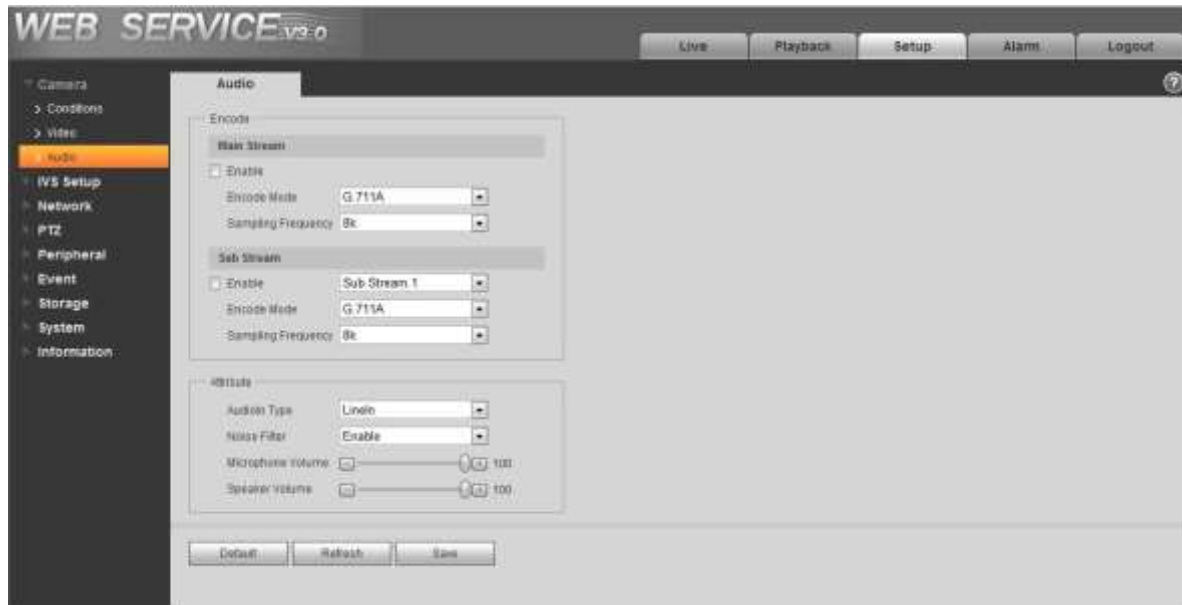 WEB SERVICE V3.0
Live
Playback
Setup
Alarm
Logout
Camera
Conditions
Video
Audio
IVS Setup
Network
PTZ
Peripheral
Event
Storage
System
Information
Audio
?
Encode
Main Stream
Enable
Encode Mode G.711A
Sampling Frequency 8k
Sub Stream
Enable Sub Stream 1
Encode Mode G.711A
Sampling Frequency 8k
Attribute
AudioIn Type LineIn
Noise Filter Enable
Microphone Volume 100
Speaker Volume 100
Default
Refresh
Save